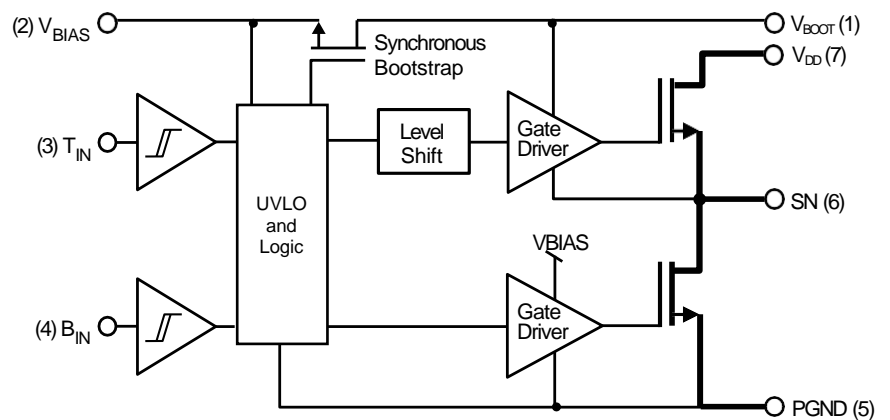 (2) VBIAS
VBOOT (1)
Synchronous
Bootstrap
VDD (7)
(3) TIN
Level
Shift
Gate
Driver
UVLO
and
Logic
SN (6)
VBIAS
(4) BIN
Gate
Driver
PGND (5)